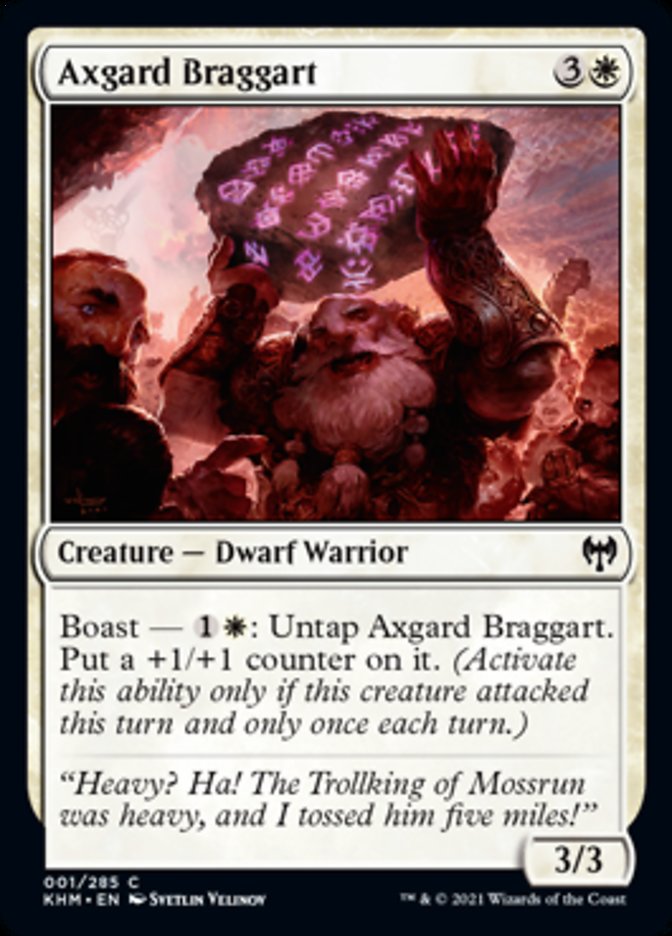 Axgard Braggart 3
Creature — Dwarf Warrior
Boast — 1: Untap Axgard Braggart.
Put a +1/+1 counter on it. (Activate
this ability only if this creature attacked
this turn and only once each turn.)
“Heavy? Ha! The Trollking of Mossrun
was heavy, and I tossed him five miles!”
3/3
001/285 C
KHM • EN Svetlin Velinov
™ & © 2021 Wizards of the Coast